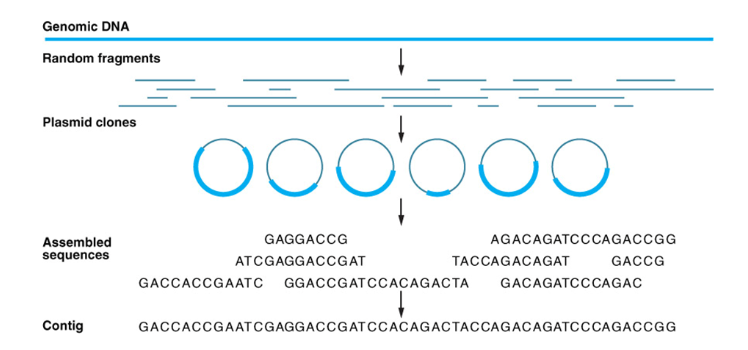 Genomic DNA
Random fragments
Plasmid clones
Assembled
sequences
GAGGACCG AGACAGATCCCAGACCGG
ATCGAGGACCGAT TACCAGACAGAT GACCG
GACCACCGAATC GGACCGATCCACAGACTA GACAGATCCCAGAC
Contig GACCACCGAATCGAGGACCGATCCACAGACTACCAGACAGATCCCAGACCGG